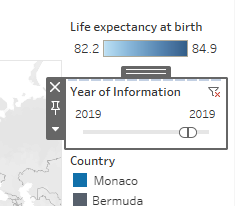 Life expectancy at birth
82.2 84.9
Year of Information
2019 2019
Country
Monaco
Bermuda